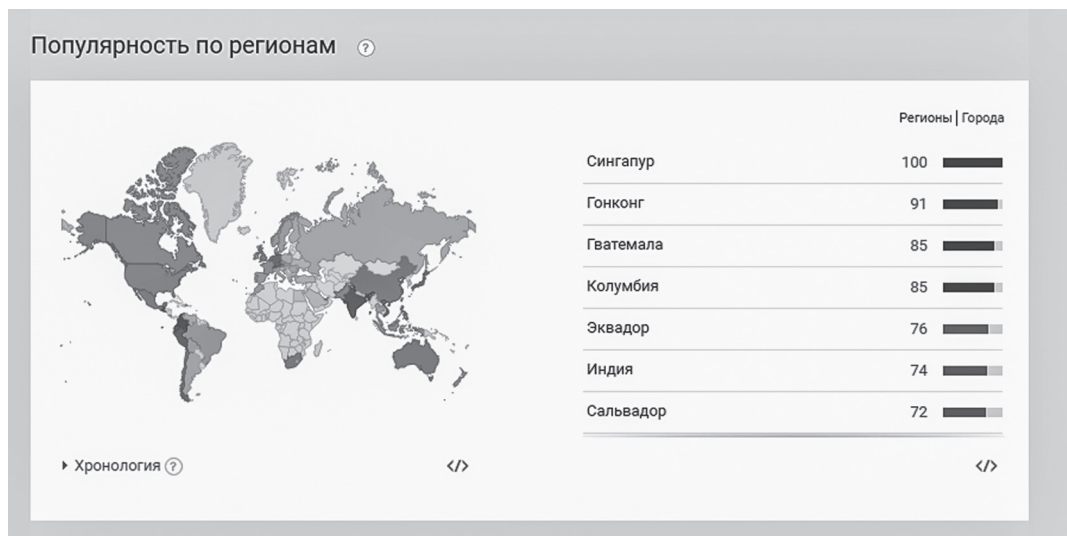 Популярность по регионам ?
Регионы | Города
Сингапур 100
Гонконг 91
Гватемала 85
Колумбия 85
Эквадор 76
Индия 74
Сальвадор 72
Хронология ? </> </>